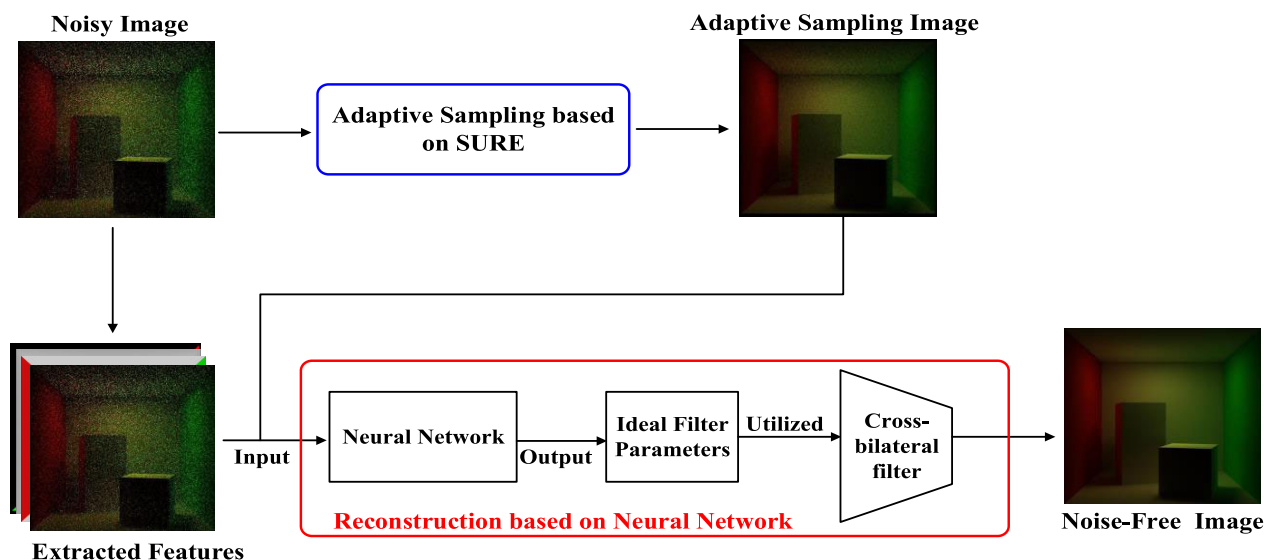 Noisy Image
Adaptive Sampling Image
Adaptive Sampling based
on SURE
Neural Network
Ideal Filter
Parameters
Utilized
Cross-
bilateral
filter
Input
Output
Reconstruction based on Neural Network
Noise-Free Image
Extracted Features